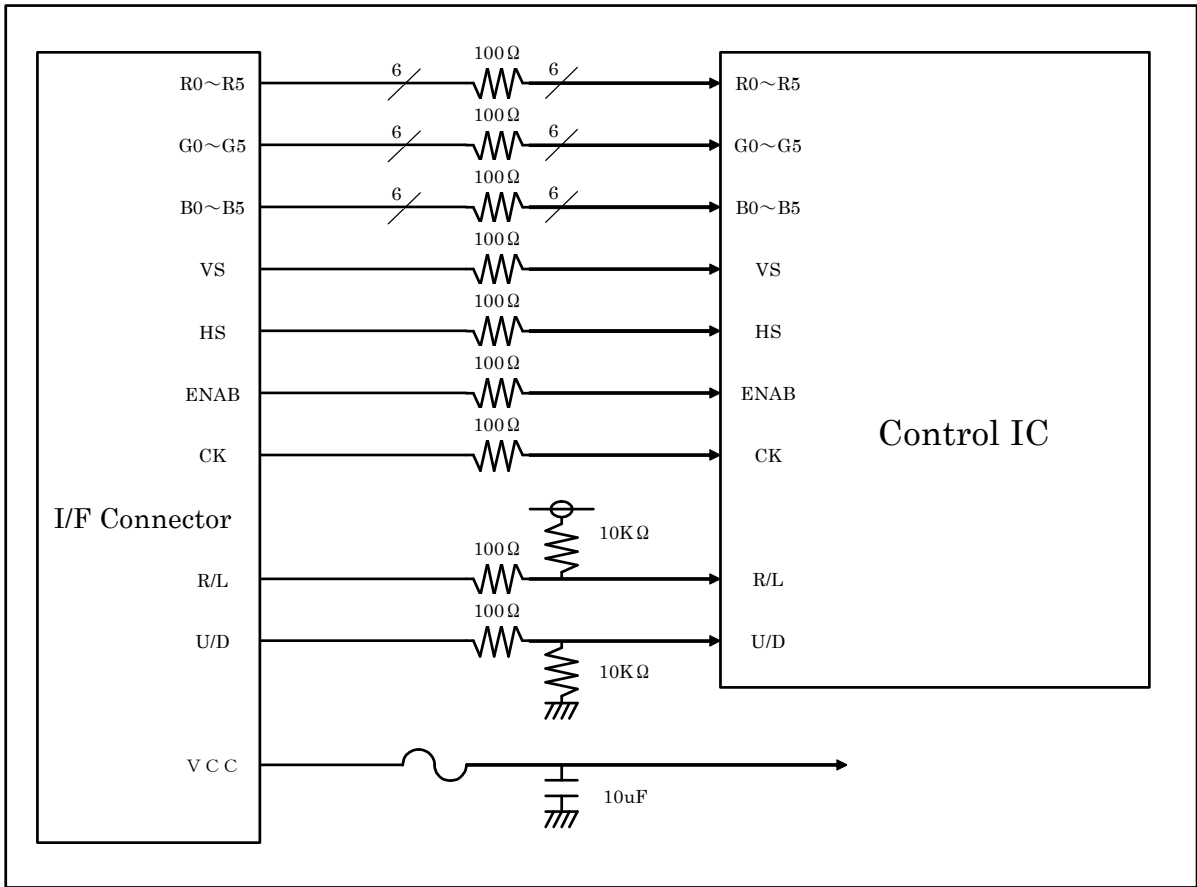 100Ω
R0～R5 6 6 R0～R5
100Ω
G0～G5 6 6 G0～G5
100Ω
B0～B5 6 6 B0～B5
100Ω
VS VS
100Ω
HS HS
100Ω
ENAB ENAB
100Ω
CK CK
Control IC
I/F Connector
10KΩ
100Ω
R/L R/L
100Ω
U/D U/D
10KΩ
VCC
10uF